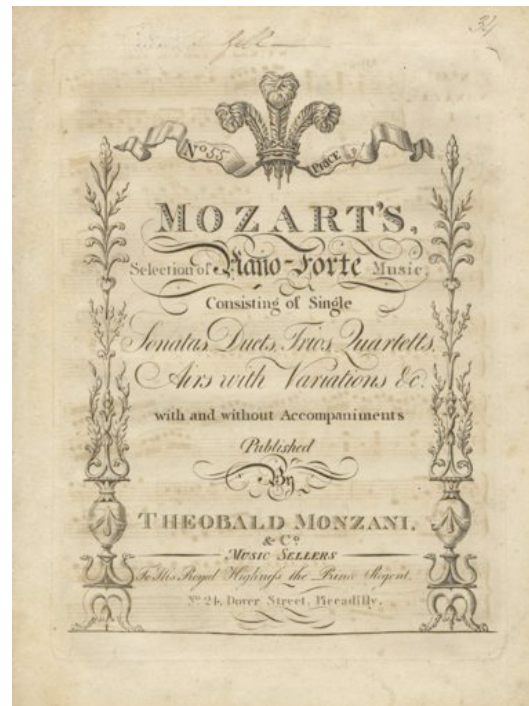 34
No. 55
PRICE
MOZART'S,
Selection of Piano-Forte Music,
Consisting of Single
Sonatas, Duets, Trios, Quartetts,
Airs with Variations &c.
with and without Accompaniments
Published
By
THEOBALD MONZANI,
& Co.
MUSIC SELLERS
To His Royal Highness the Prince Regent.
No. 24, Dover Street, Piccadilly.